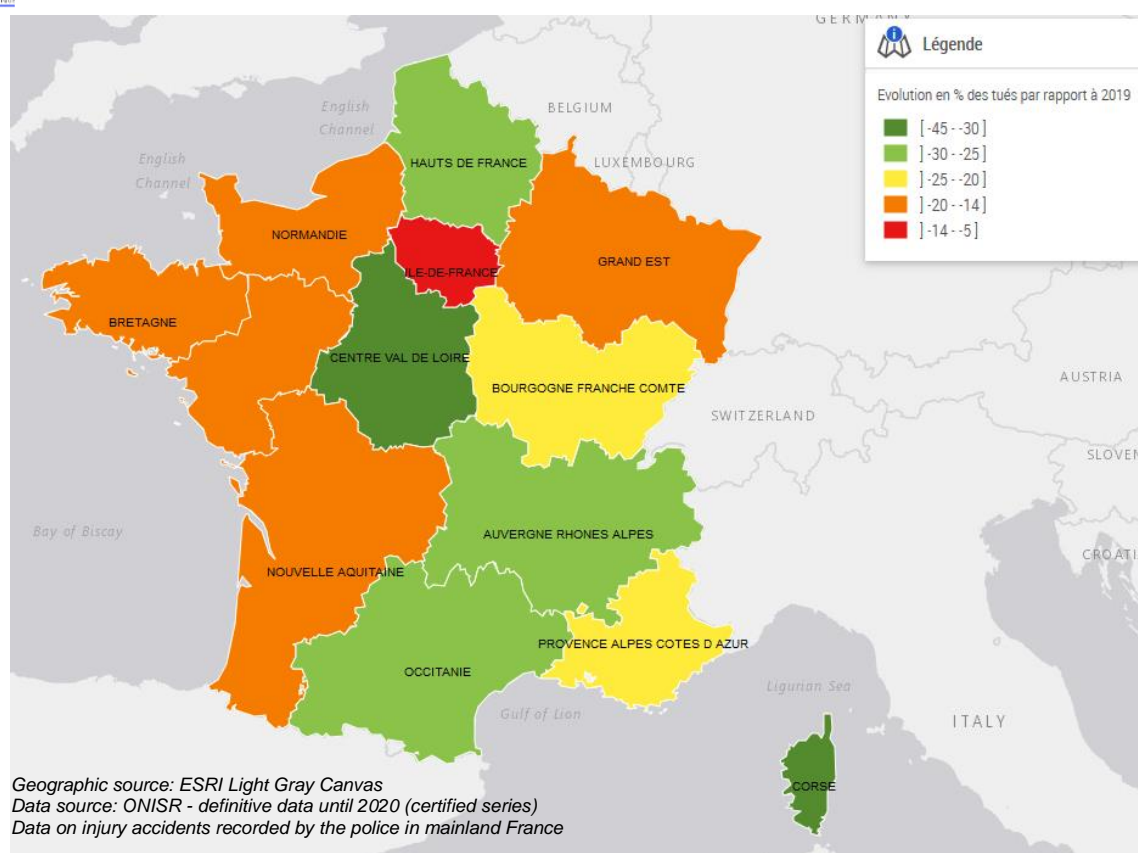 GERMANY
Légende
Evolution en % des tués par rapport à 2019
[ -45 - -30 ]
] -30 - -25 ]
] -25 - -20 ]
] -20 - -14 ]
] -14 - -5 ]
English
Channel
BELGIUM
English
Channel
HAUTS DE FRANCE
LUXEMBOURG
NORMANDIE
ILE-DE-FRANCE
GRAND EST
BRETAGNE
CENTRE VAL DE LOIRE
BOURGOGNE FRANCHE COMTE
AUSTRIA
SWITZERLAND
SLOVEN
Bay of Biscay
AUVERGNE RHONES ALPES
CROATI
NOUVELLE AQUITAINE
PROVENCE ALPES COTES D AZUR
OCCITANIE
Ligurian Sea
Gulf of Lion
ITALY
CORSE
Geographic source: ESRI Light Gray Canvas
Data source: ONISR - definitive data until 2020 (certified series)
Data on injury accidents recorded by the police in mainland France